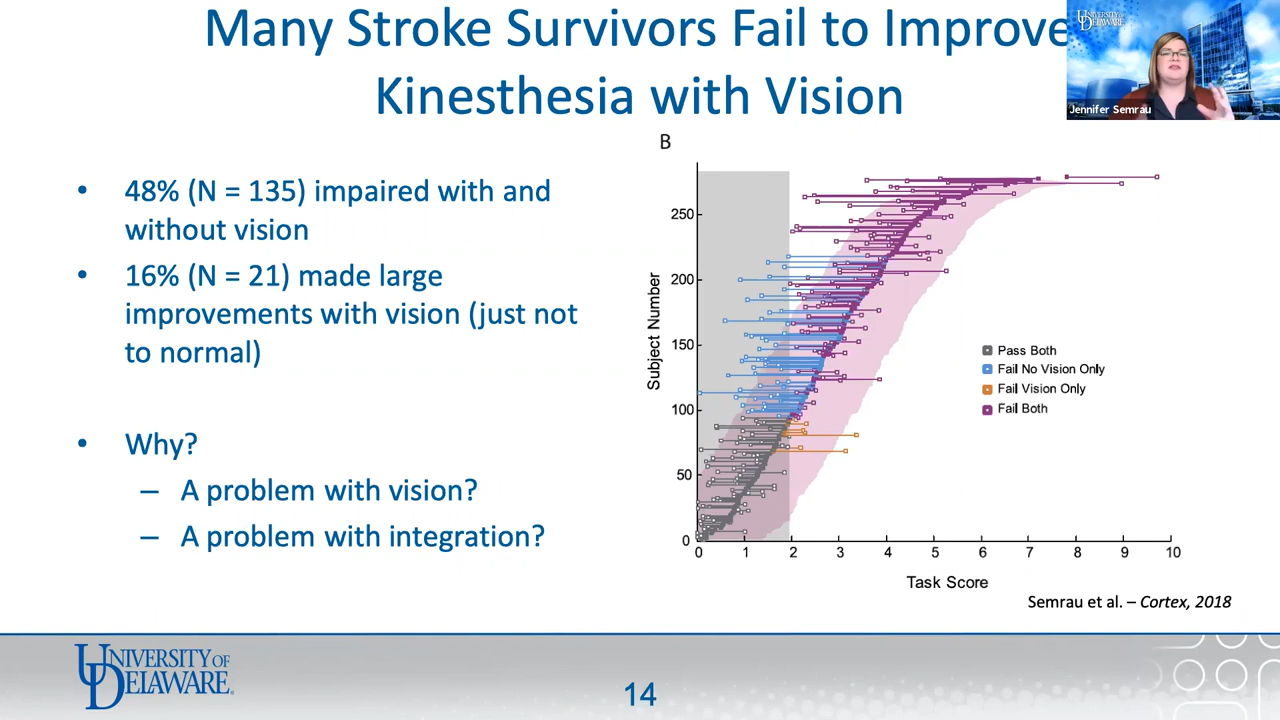 Many Stroke Survivors Fail to Improve
Kinesthesia with Vision
UNIVERSITY OF
DELAWARE
Jennifer Semrau
• 48% (N = 135) impaired with and
without vision
• 16% (N = 21) made large
improvements with vision (just not
to normal)
• Why?
– A problem with vision?
– A problem with integration?
B
Subject Number
250
200
150
100
50
0
0 1 2 3 4 5 6 7 8 9 10
Task Score
Pass Both
Fail No Vision Only
Fail Vision Only
Fail Both
Semrau et al. – Cortex, 2018
UNIVERSITY OF
DELAWARE
14